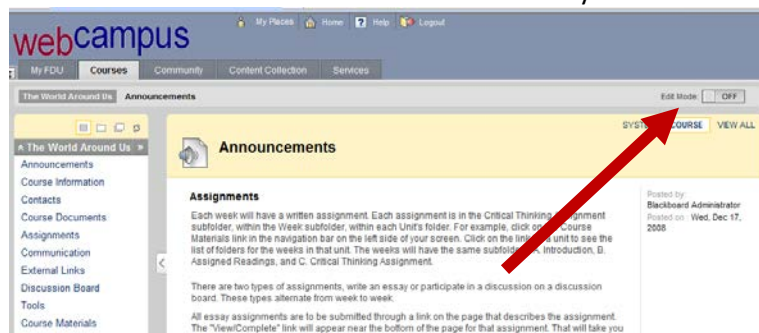 My Places Home ? Help Logout
webcampus
My FDU Courses Community Content Collection Services
The World Around Us Announcements Edit Mode: OFF
COURSE VIEW ALL
The World Around Us
Announcements
Announcements
Course Information
Contacts
Course Documents
Assignments
Communication
External Links
Discussion Board
Tools
Course Materials
Assignments
Each week will have a written assignment. Each assignment is in the Critical Thinking Assignment
subfolder, within the Week subfolder, within each Unit's folder. For example, click on Course
Materials link in the navigation bar on the left side of your screen. Click on the link unit to see the
list of folders for the weeks in that unit. The weeks will have the same subfolders: A. Introduction, B.
Assigned Readings, and C. Critical Thinking Assignment.
There are two types of assignments, write an essay or participate in a discussion on a discussion
board. These types alternate from week to week.
All essay assignments are to be submitted through a link on the page that describes the assignment.
The "View/Complete" link will appear near the bottom of the page for that assignment. That will take you
Posted by:
Blackboard Administrator
Posted on: Wed, Dec 17,
2008